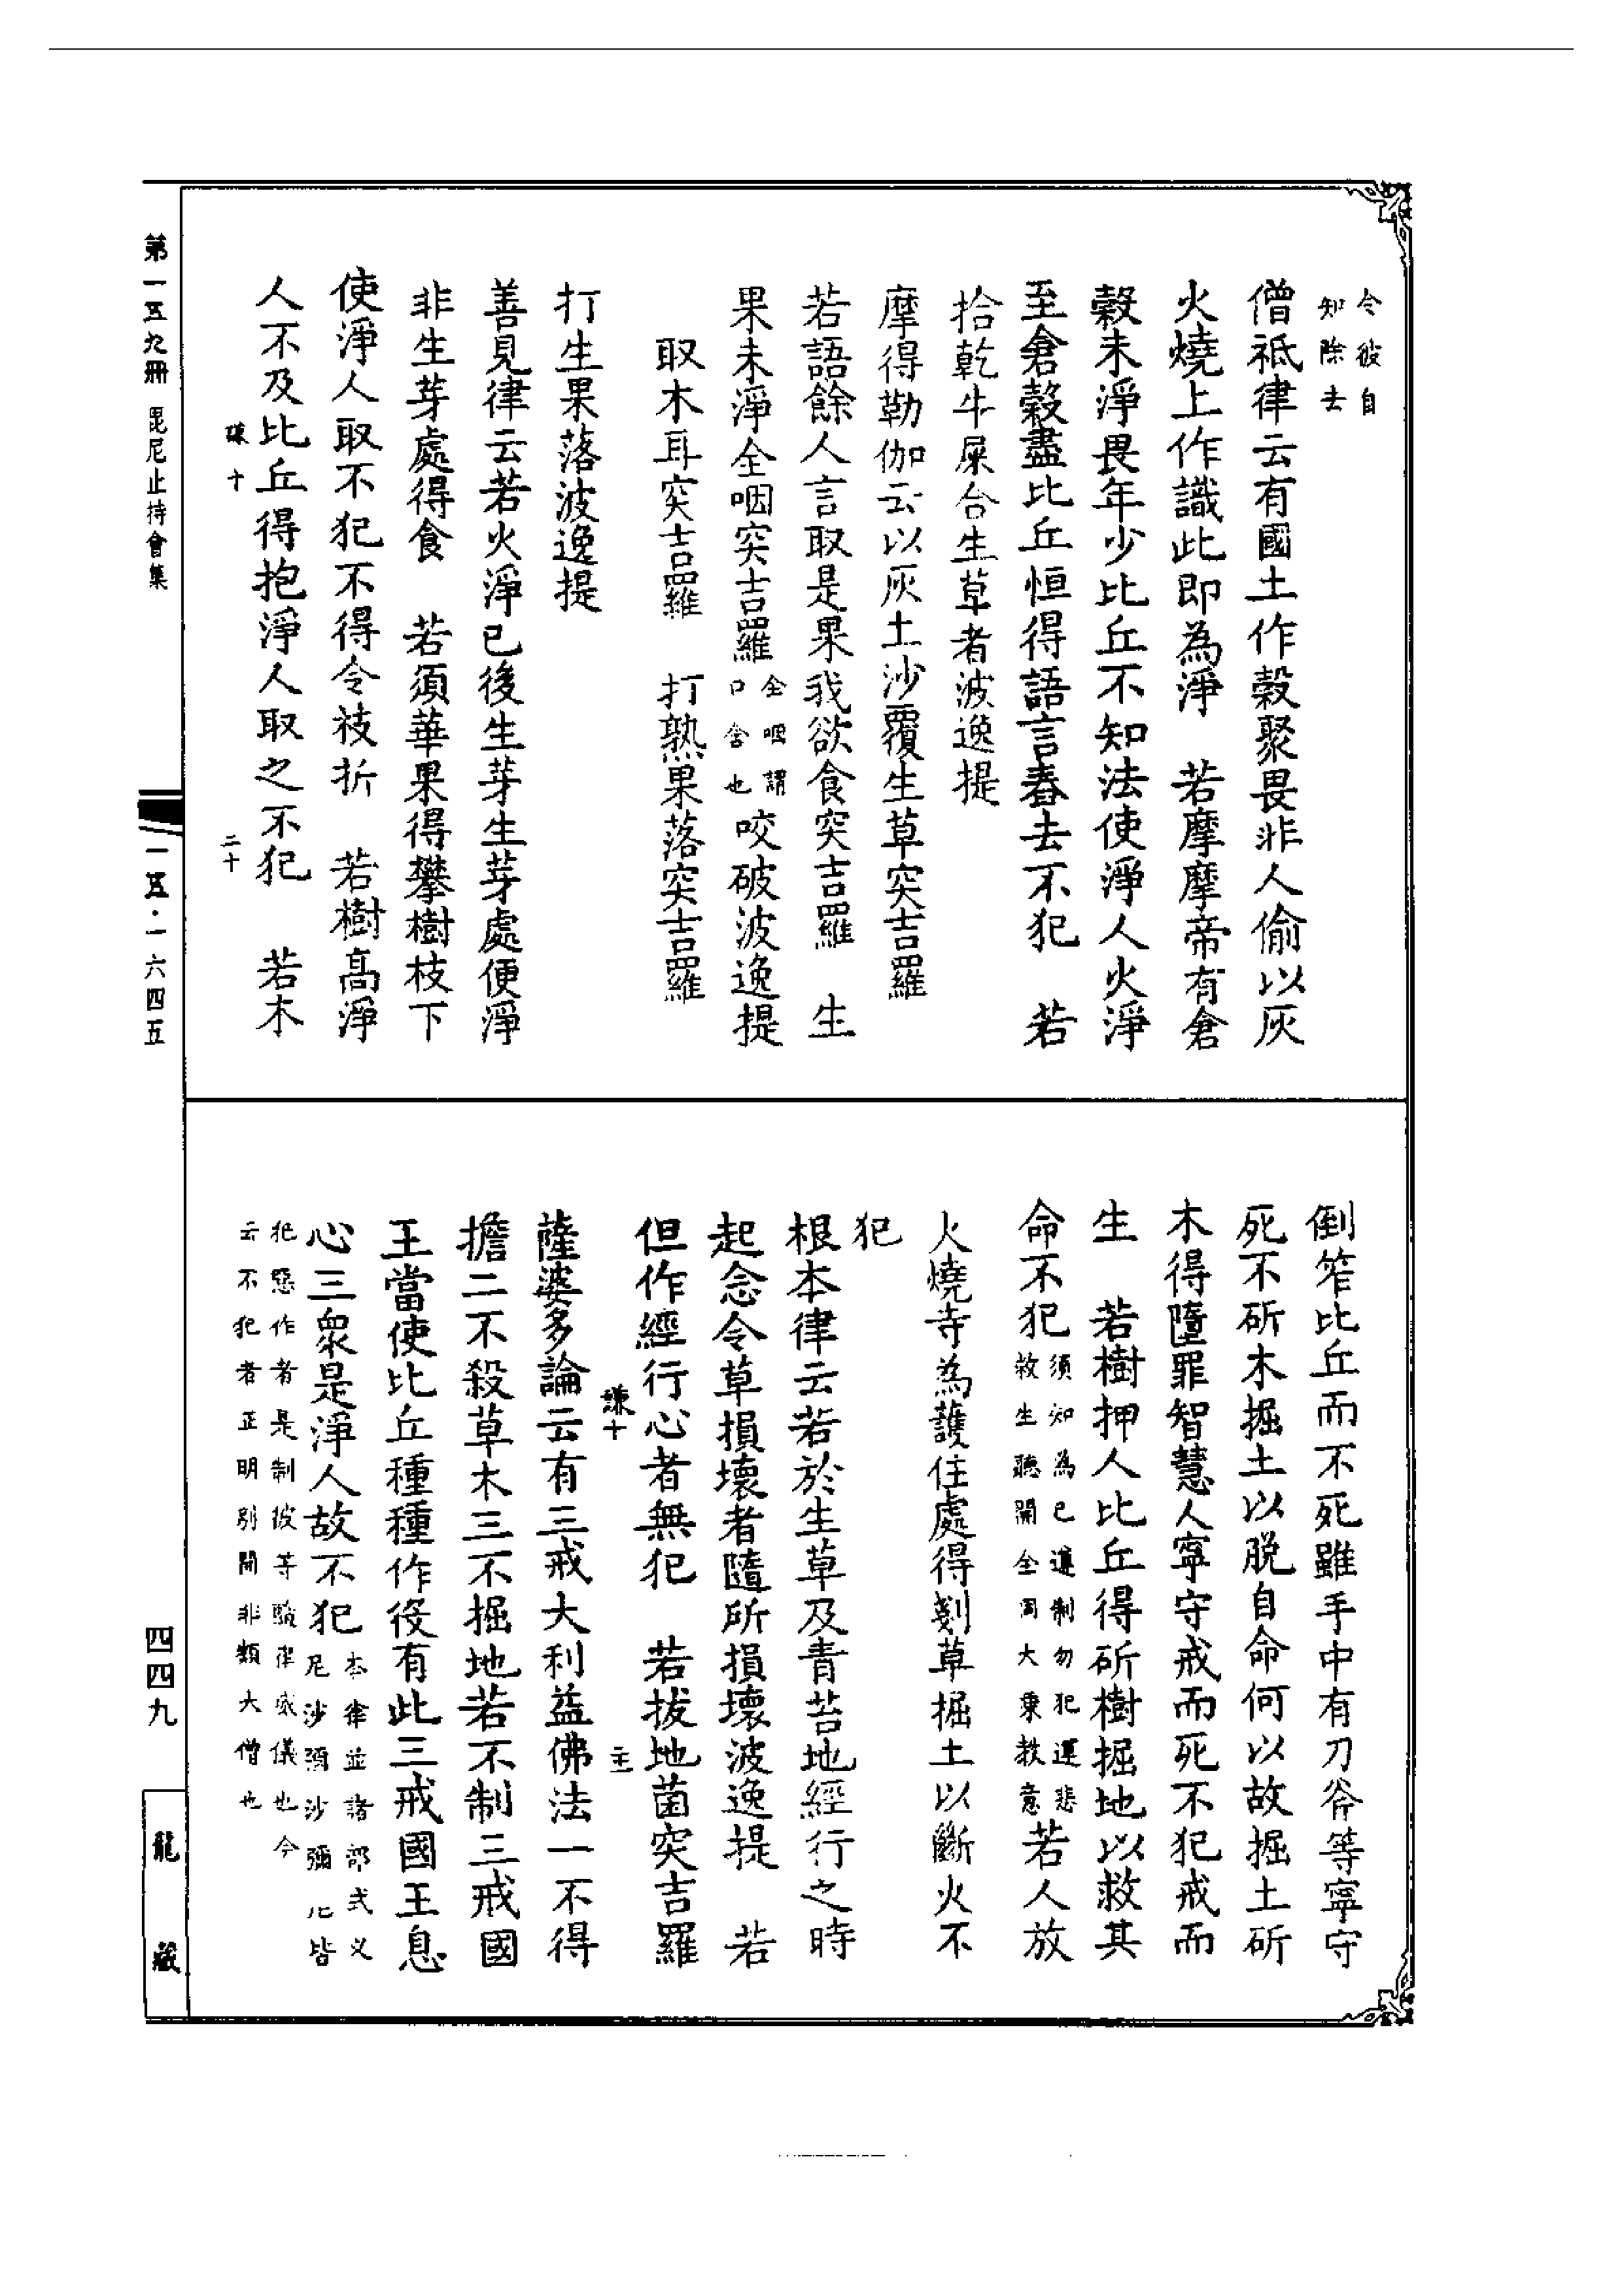 令彼自
知除去
僧祇律云有國土作穀聚畏非人偷以灰
火燒上作識此即為淨　若摩摩帝有倉
穀未淨畏年少比丘不知法使淨人火淨
至倉穀盡比丘恒得語言舂去不犯　若
拾乾牛屎合生草者波逸提
摩得勒伽云以灰土沙覆生草突吉羅
若語餘人言取是果我欲食突吉羅　生
果未淨全咽突吉羅全咽謂口含也咬破波逸提
取木耳突吉羅　打熟果落突吉羅
打生果落波逸提
善見律云若火淨已後生芽生芽處便淨
非生芽處得食　若須華果得攀樹枝下
使淨人取不犯不得令枝折　若樹高淨
人不及比丘得抱淨人取之不犯　若木
謙十
二十
倒笮比丘而不死雖手中有刀斧等寧守
死不斫木掘土以脫自命何以故掘土斫
木得墮罪智慧人寧守戒而死不犯戒而
生　若樹押人比丘得斫樹掘地以救其
命不犯須知為已遵制勿犯運悲救生聽開全同大乘教意若人放
火燒寺為護住處得剗草掘土以斷火不
犯
根本律云若於生草及青苔地經行之時
起念令草損壞者隨所損壞波逸提　若
但作經行心者無犯　若拔地菌突吉羅
謙十
薩婆多論云有三戒大利益佛法一不得
擔二不殺草木三不掘地若不制三戒國
王當使比丘種種作役有此三戒國王息
心三眾是淨人故不犯本律並諸部式叉尼沙彌沙彌尼皆
犯惡作者是制彼等驗律威儀也今
云不犯者正明別開非類大僧也
第一五九冊　毘尼止持會集
一五五·一六四五
四四九
龍藏